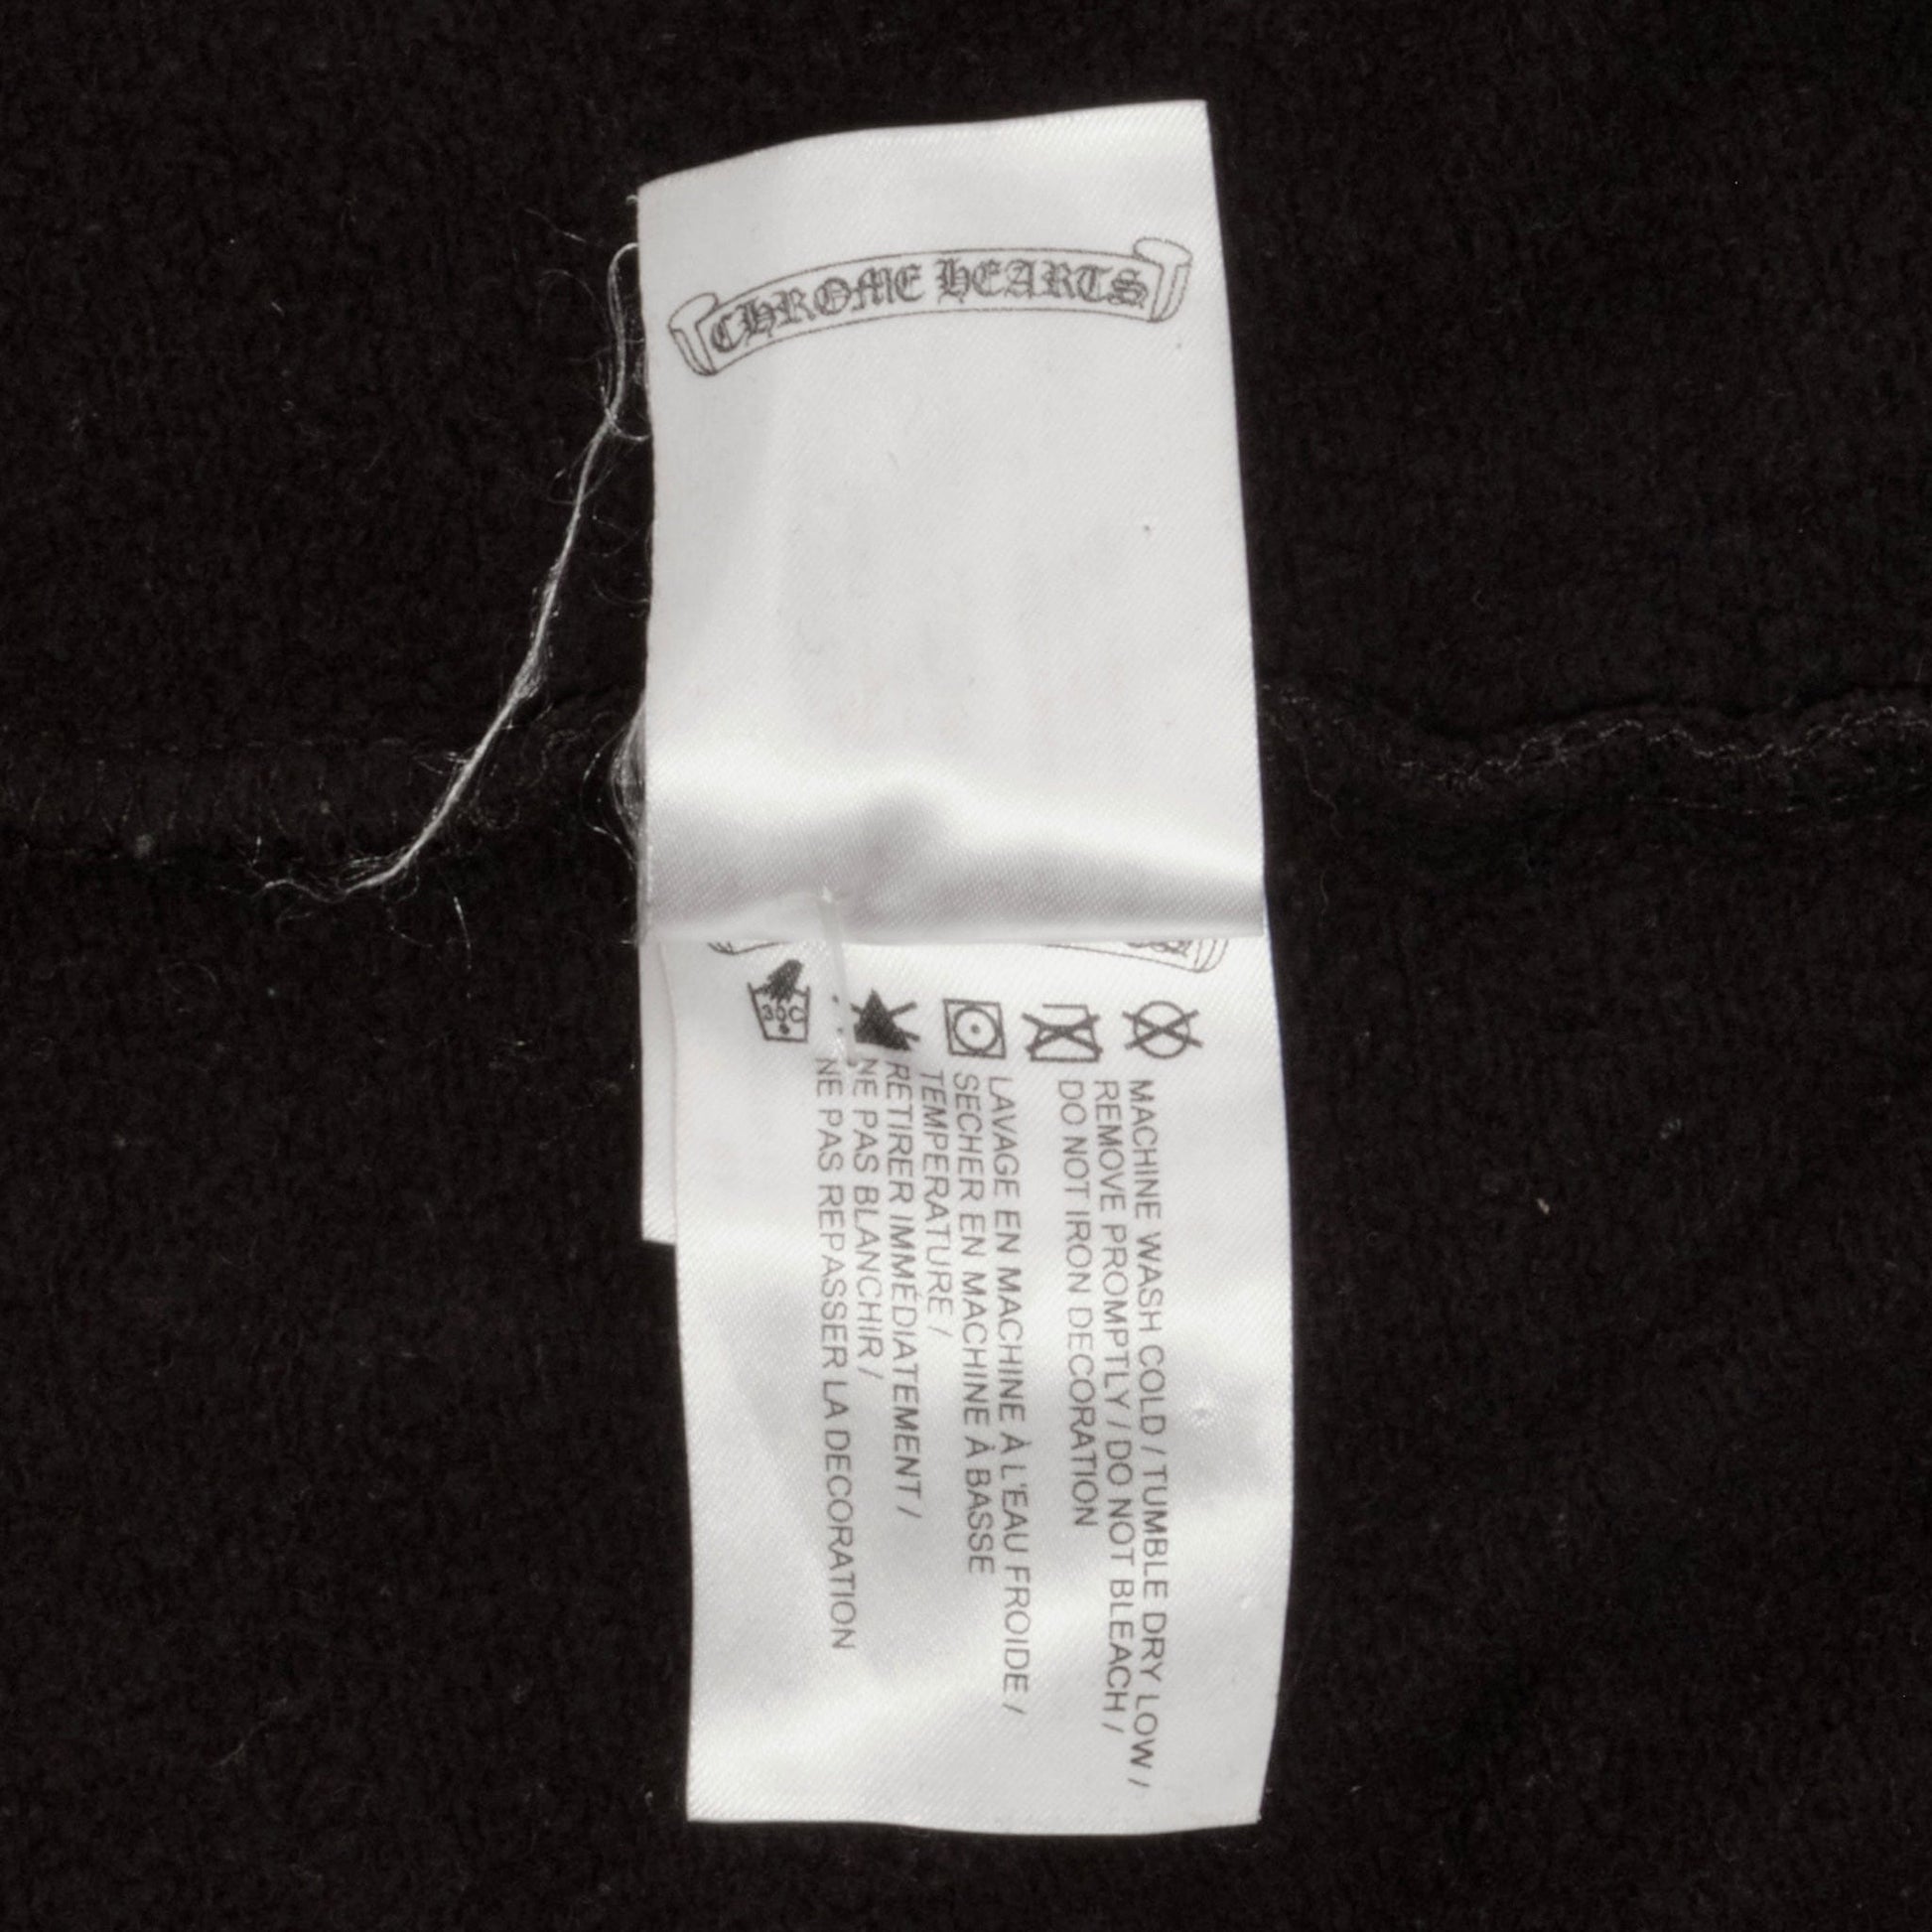 CHROME HEARTS
MACHINE WASH COLD / TUMBLE DRY LOW /
REMOVE PROMPTLY / DO NOT BLEACH /
DO NOT IRON DECORATION
LAVAGE EN MACHINE À L'EAU FROIDE /
SECHER EN MACHINE À BASSE
TEMPERATURE /
RETIRER IMMÉDIATEMENT /
NE PAS BLANCHIR /
NE PAS REPASSER LA DECORATION